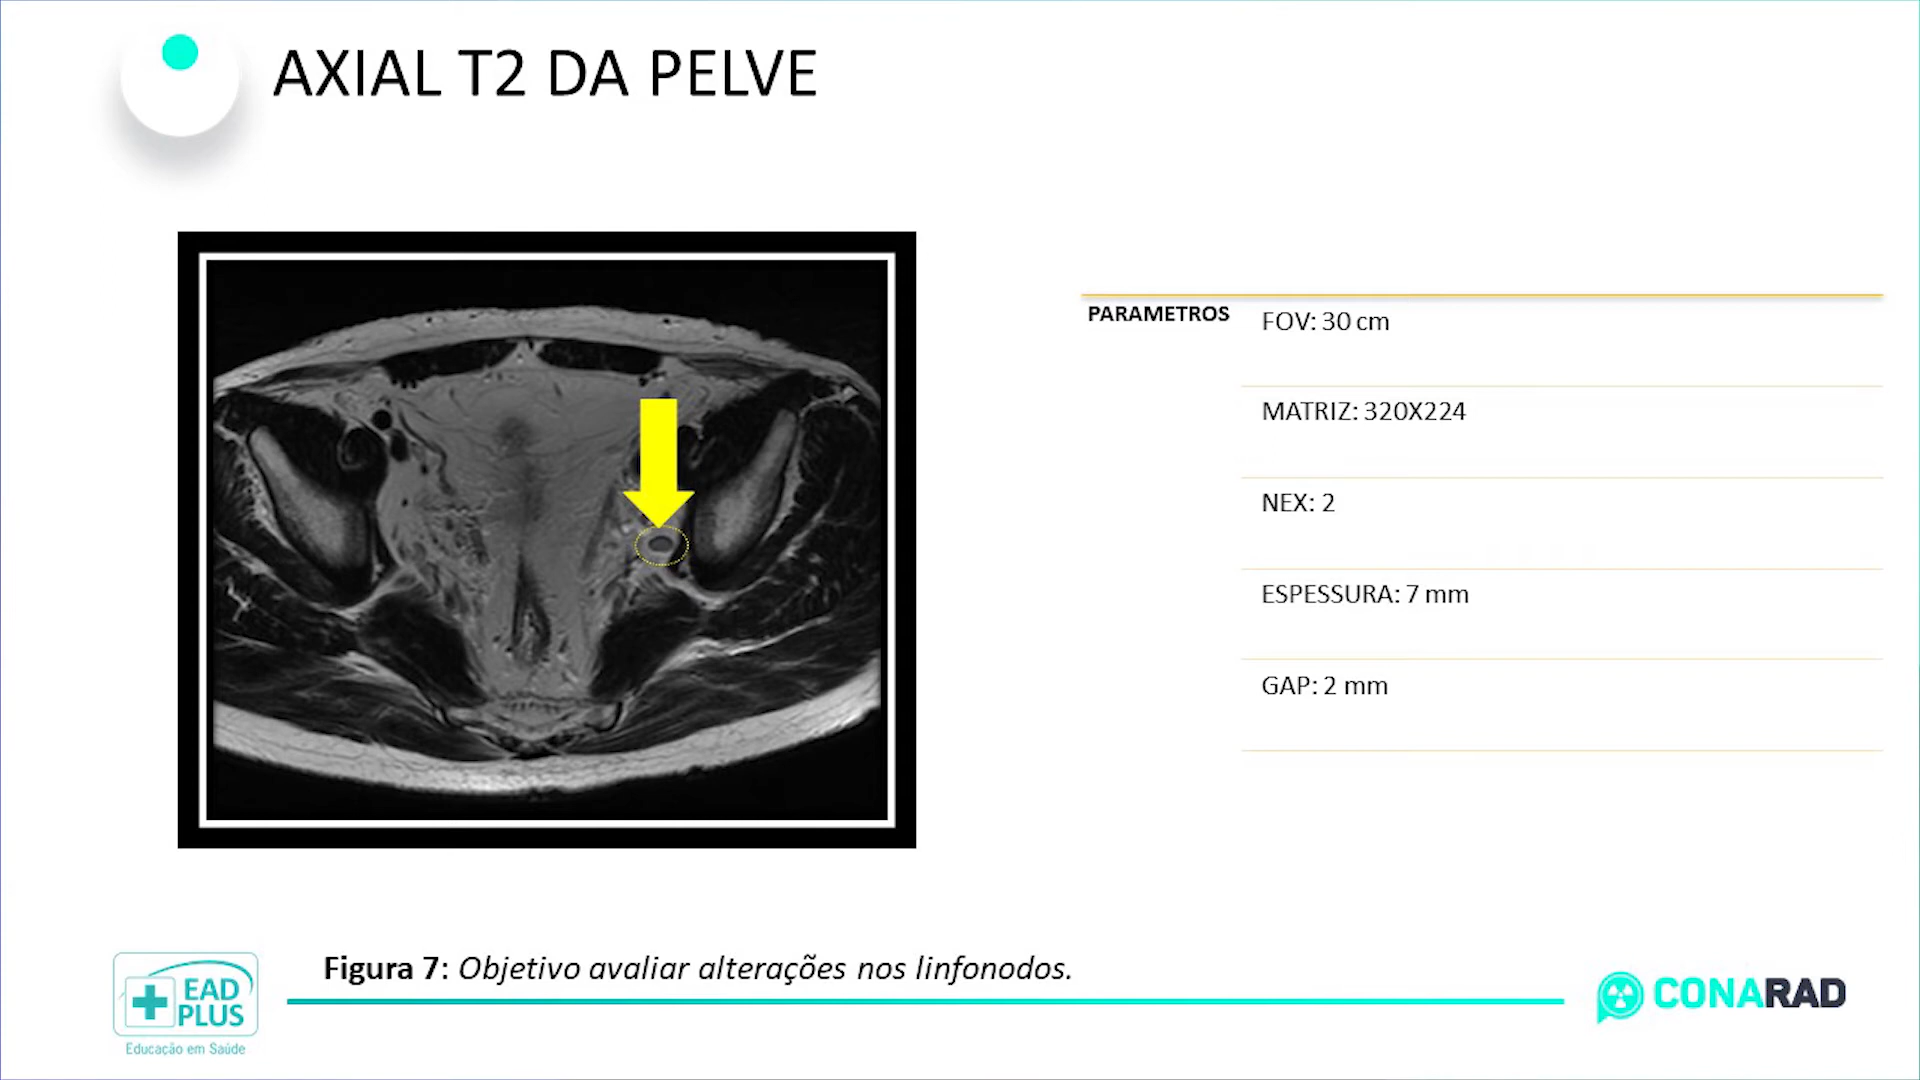 AXIAL T2 DA PELVE
PARAMETROS
FOV: 30 cm
MATRIZ: 320X224
NEX: 2
ESPESSURA: 7 mm
GAP: 2 mm
Figura 7: Objetivo avaliar alterações nos linfonodos.
EAD
PLUS
Educação em Saúde
CONARAD